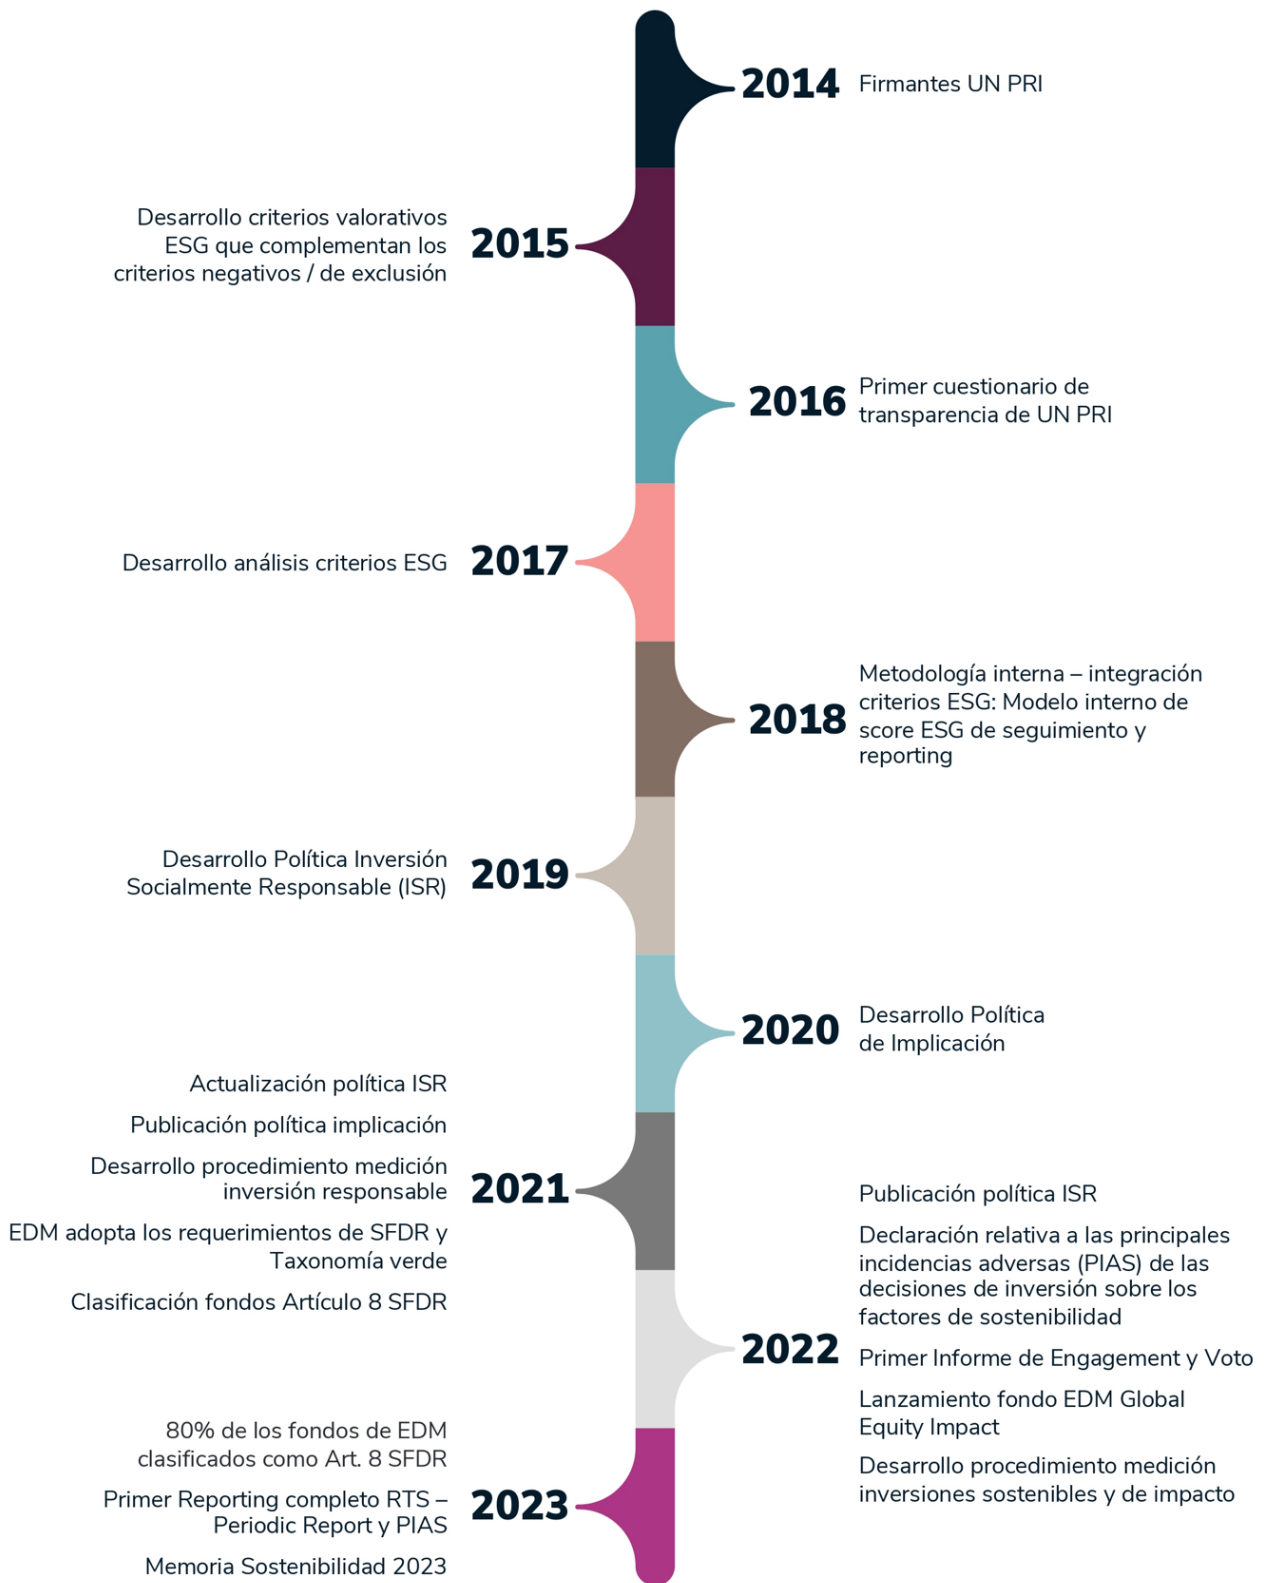 2014
Firmantes UN PRI
Desarrollo criterios valorativos
ESG que complementan los
criterios negativos / de exclusión
2015
2016
Primer cuestionario de
transparencia de UN PRI
Desarrollo análisis criterios ESG
2017
2018
Metodología interna – integración
criterios ESG: Modelo interno de
score ESG de seguimiento y
reporting
Desarrollo Política Inversión
Socialmente Responsable (ISR)
2019
2020
Desarrollo Política
de Implicación
Actualización política ISR
Publicación política implicación
Desarrollo procedimiento medición
inversión responsable
EDM adopta los requerimientos de SFDR y
Taxonomía verde
Clasificación fondos Artículo 8 SFDR
2021
2022
Publicación política ISR
Declaración relativa a las principales
incidencias adversas (PIAS) de las
decisiones de inversión sobre los
factores de sostenibilidad
Primer Informe de Engagement y Voto
Lanzamiento fondo EDM Global
Equity Impact
Desarrollo procedimiento medición
inversiones sostenibles y de impacto
80% de los fondos de EDM
clasificados como Art. 8 SFDR
Primer Reporting completo RTS –
Periodic Report y PIAS
Memoria Sostenibilidad 2023
2023